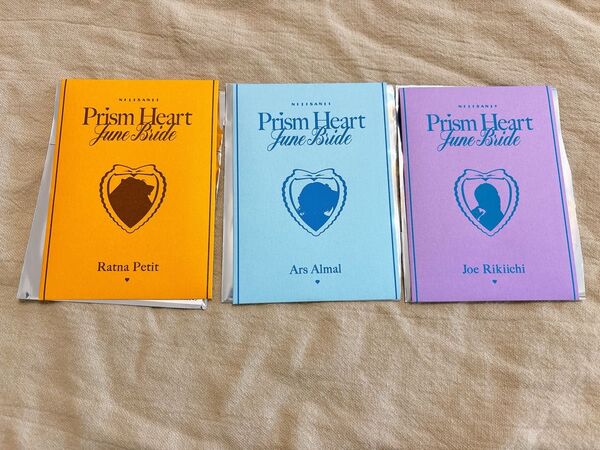 NIJISANJI
Prism Heart
June Bride
Ratna Petit
NIJISANJI
Prism Heart
June Bride
Ars Almal
NIJISANJI
Prism Heart
June Bride
Joe Rikiichi